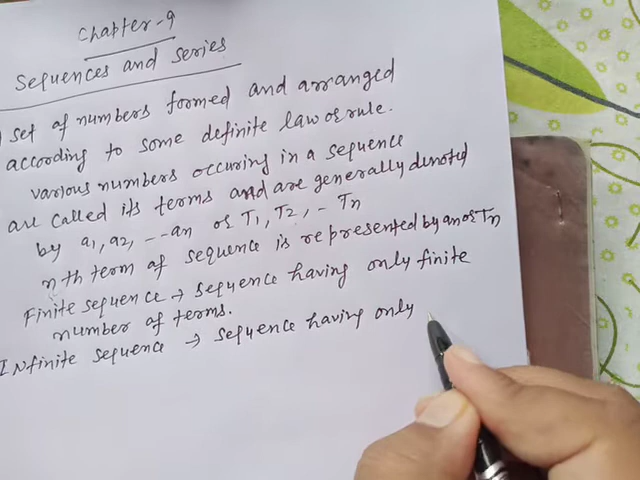 Chapter-9
Sequences and series
set of numbers formed and arranged
according to some definite law or rule.
various numbers occuring in a sequence
are called its terms and are generally denoted
by a1, a2, --an or T1, T2, - Tn
nth term of sequence is represented by an or Tn
Finite sequence → sequence having only finite
number of terms.
INfinite sequence → sequence having only